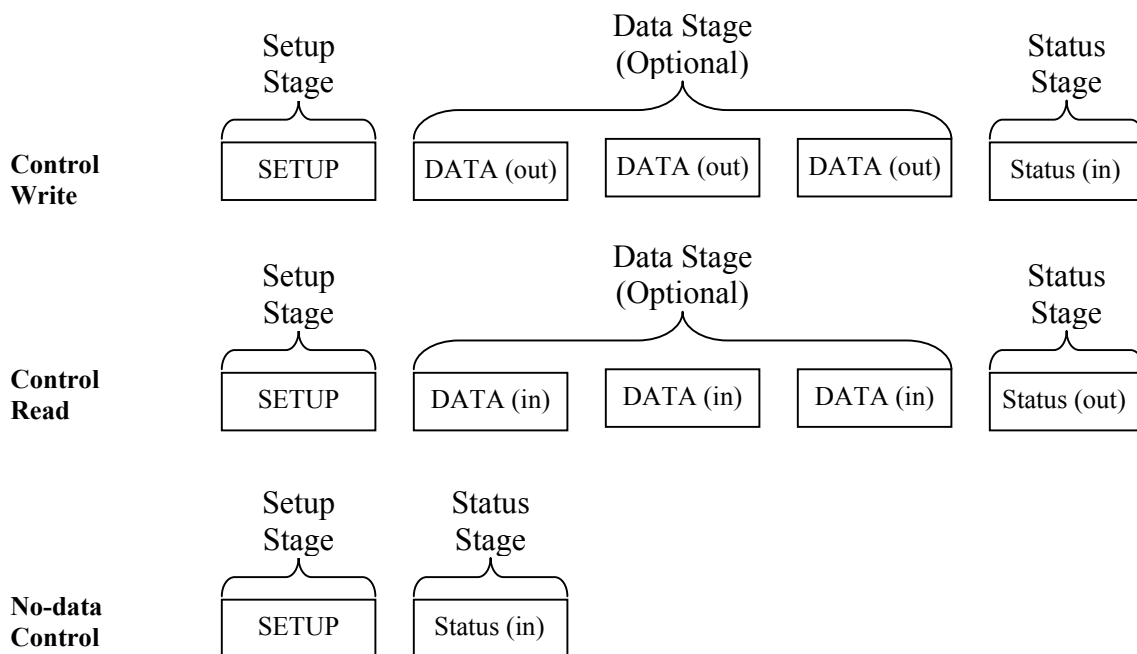 Setup
Stage
Data Stage
(Optional)
Status
Stage
Control
Write
SETUP
DATA (out)
DATA (out)
DATA (out)
Status (in)
Setup
Stage
Data Stage
(Optional)
Status
Stage
Control
Read
SETUP
DATA (in)
DATA (in)
DATA (in)
Status (out)
Setup
Stage
Status
Stage
No-data
Control
SETUP
Status (in)